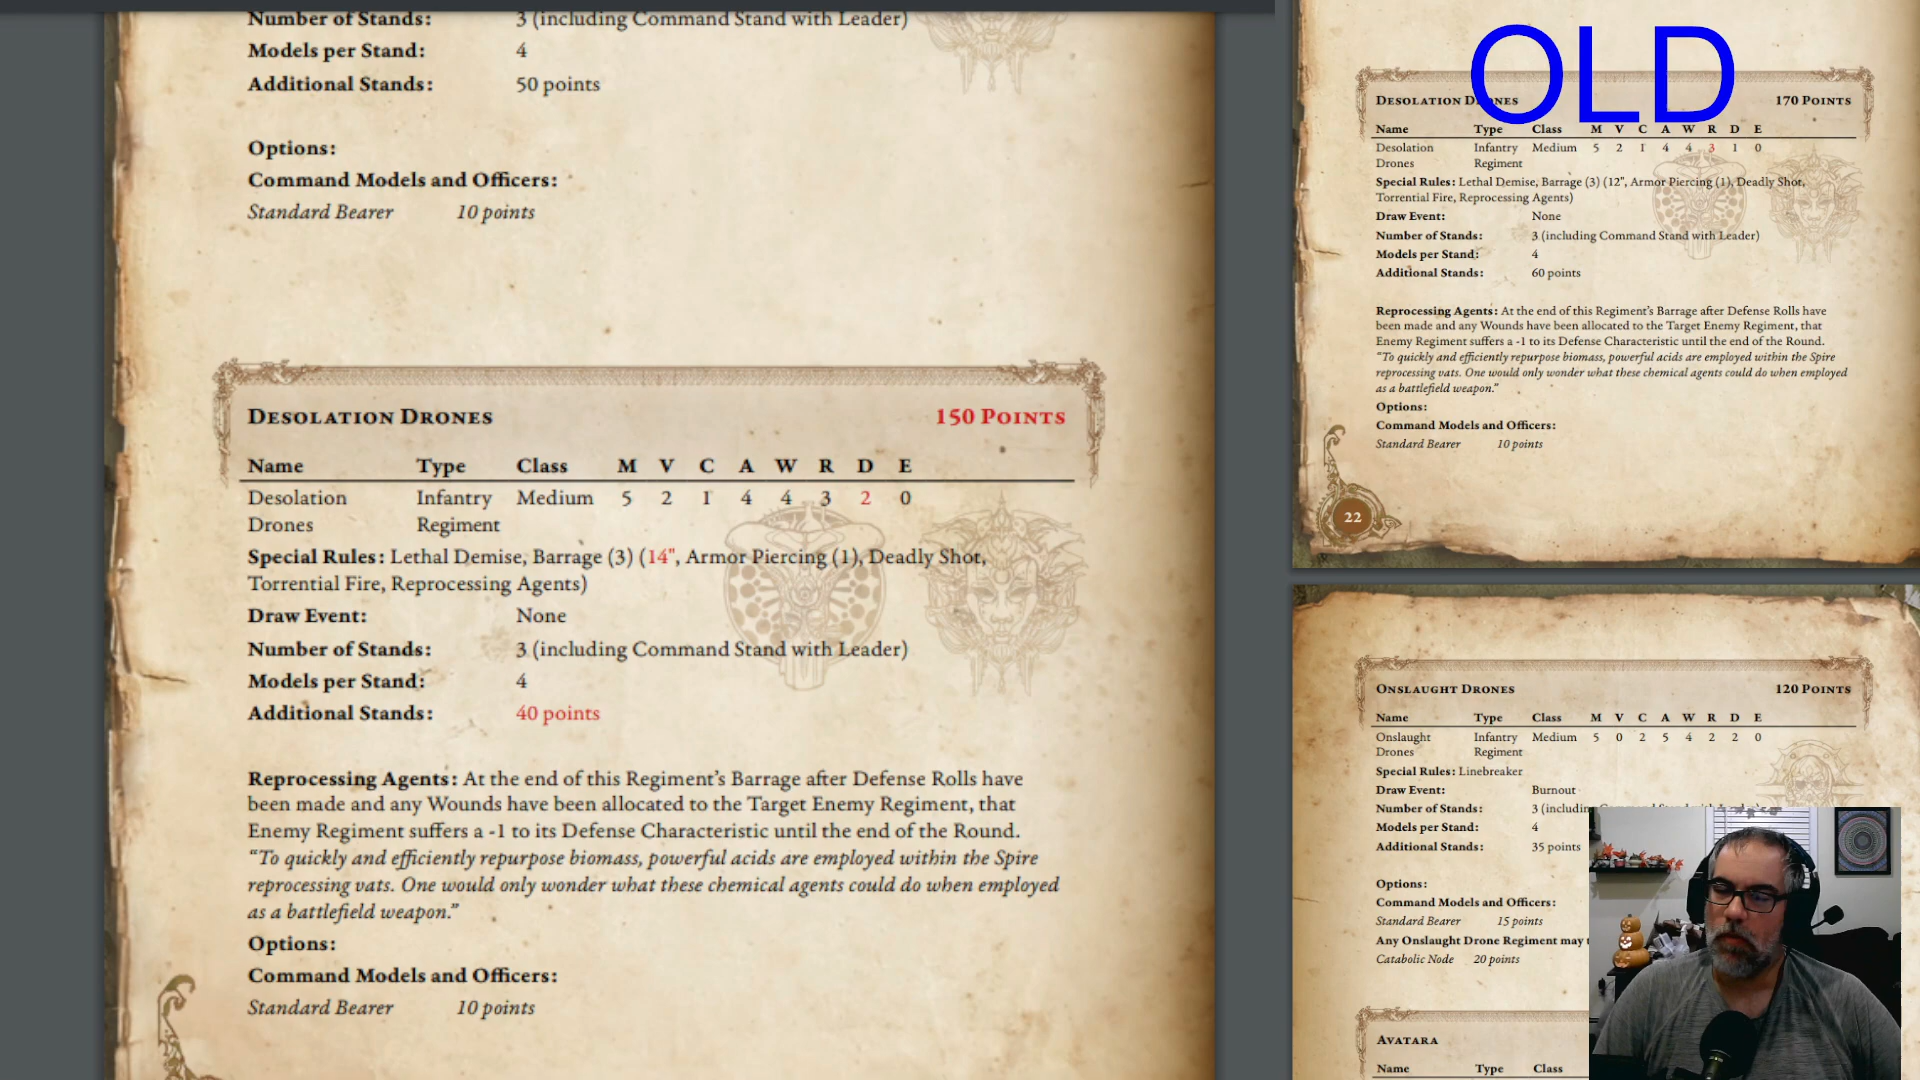 Number of Stands: 3 (including Command Stand with Leader)
Models per Stand: 4
Additional Stands: 50 points
Options:
Command Models and Officers:
Standard Bearer 10 points
Desolation Drones 150 Points
Name Type Class M V C A W R D E
Desolation Infantry Medium 5 2 1 4 4 3 2 0
Drones Regiment
Special Rules: Lethal Demise, Barrage (3) (14", Armor Piercing (1), Deadly Shot,
Torrential Fire, Reprocessing Agents)
Draw Event: None
Number of Stands: 3 (including Command Stand with Leader)
Models per Stand: 4
Additional Stands: 40 points
Reprocessing Agents: At the end of this Regiment’s Barrage after Defense Rolls have
been made and any Wounds have been allocated to the Target Enemy Regiment, that
Enemy Regiment suffers a -1 to its Defense Characteristic until the end of the Round.
“To quickly and efficiently repurpose biomass, powerful acids are employed within the Spire
reprocessing vats. One would only wonder what these chemical agents could do when employed
as a battlefield weapon.”
Options:
Command Models and Officers:
Standard Bearer 10 points
OLD
Desolation Drones 170 Points
Name Type Class M V C A W R D E
Desolation Infantry Medium 5 2 1 4 4 3 1 0
Drones Regiment
Special Rules: Lethal Demise, Barrage (3) (12", Armor Piercing (1), Deadly Shot,
Torrential Fire, Reprocessing Agents)
Draw Event: None
Number of Stands: 3 (including Command Stand with Leader)
Models per Stand: 4
Additional Stands: 60 points
Reprocessing Agents: At the end of this Regiment’s Barrage after Defense Rolls have
been made and any Wounds have been allocated to the Target Enemy Regiment, that
Enemy Regiment suffers a -1 to its Defense Characteristic until the end of the Round.
“To quickly and efficiently repurpose biomass, powerful acids are employed within the Spire
reprocessing vats. One would only wonder what these chemical agents could do when employed
as a battlefield weapon.”
Options:
Command Models and Officers:
Standard Bearer 10 points
22
Onslaught Drones 120 Points
Name Type Class M V C A W R D E
Onslaught Infantry Medium 5 0 2 5 4 2 2 0
Drones Regiment
Special Rules: Linebreaker
Draw Event: Burnout
Number of Stands: 3
Models per Stand: 4
Additional Stands: 35 points
Options:
Command Models and Officers:
Standard Bearer 15 points
Any Onslaught Drone Regiment may
Catabolic Node 20 points
Avatara
Name Type Class